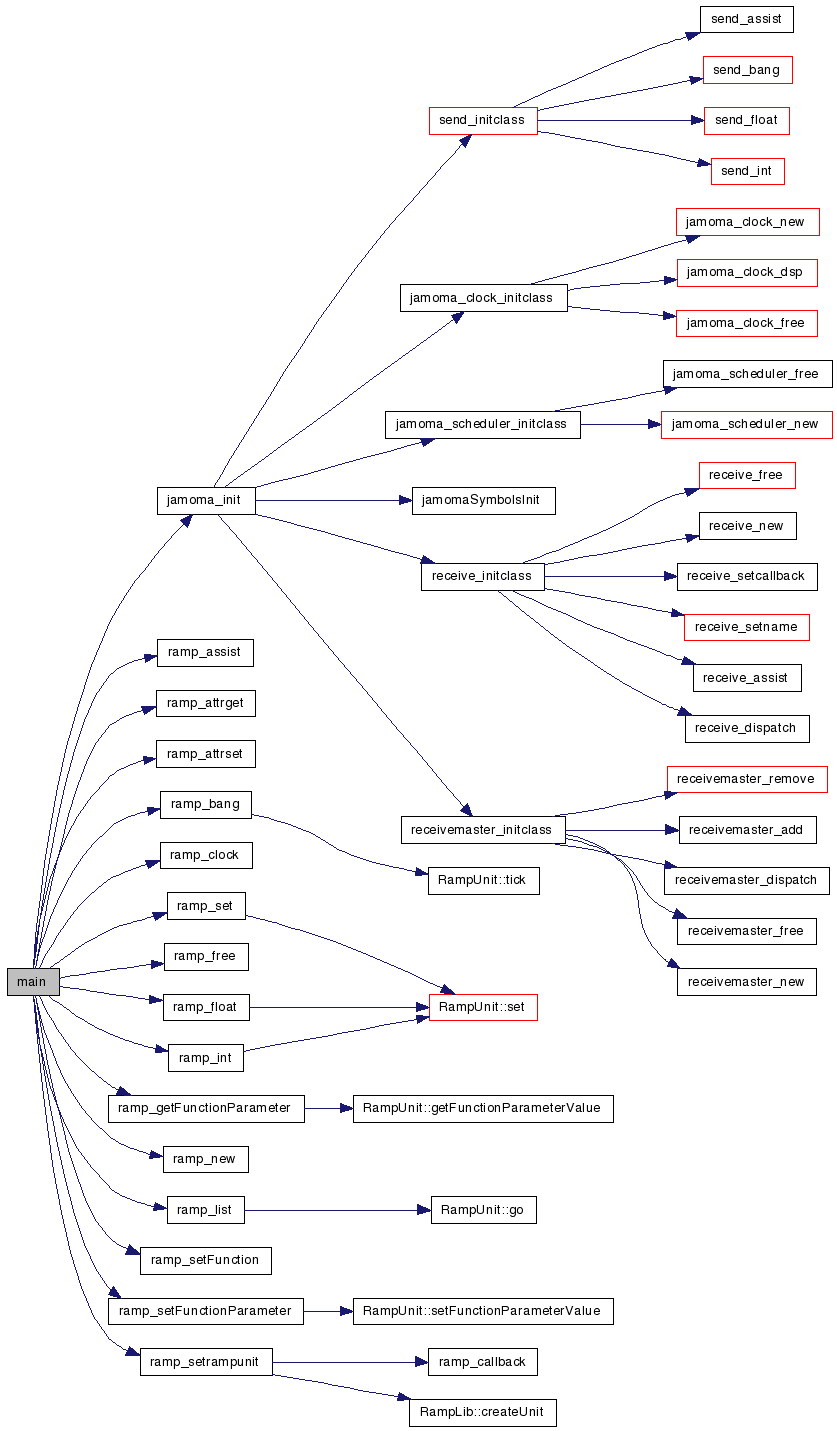 send_assist
send_bang
send_initclass
send_float
send_int
jamoma_clock_new
jamoma_clock_dsp
jamoma_clock_initclass
jamoma_clock_free
jamoma_scheduler_free
jamoma_scheduler_initclass
jamoma_scheduler_new
receive_free
jamoma_init
jamomaSymbolsInit
receive_new
receive_initclass
receive_setcallback
receive_setname
ramp_assist
receive_assist
ramp_attrget
receive_dispatch
ramp_attrset
receivemaster_remove
ramp_bang
receivemaster_initclass
receivemaster_add
ramp_clock
RampUnit::tick
receivemaster_dispatch
ramp_set
receivemaster_free
ramp_free
main
receivemaster_new
ramp_float
RampUnit::set
ramp_int
ramp_getFunctionParameter
RampUnit::getFunctionParameterValue
ramp_new
ramp_list
RampUnit::go
ramp_setFunction
ramp_setFunctionParameter
RampUnit::setFunctionParameterValue
ramp_setrampunit
ramp_callback
RampLib::createUnit